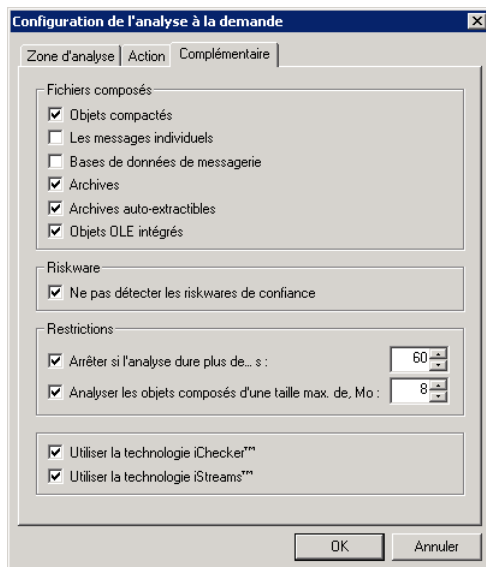 Configuration de l'analyse à la demande
Zone d'analyse Action Complémentaire
Fichiers composés
Objets compactés
Les messages individuels
Bases de données de messagerie
Archives
Archives auto-extractibles
Objets OLE intégrés
Riskware
Ne pas détecter les riskwares de confiance
Restrictions
Arrêter si l'analyse dure plus de... s : 60
Analyser les objets composés d'une taille max. de, Mo : 8
Utiliser la technologie iChecker™
Utiliser la technologie iStreams™
OK Annuler